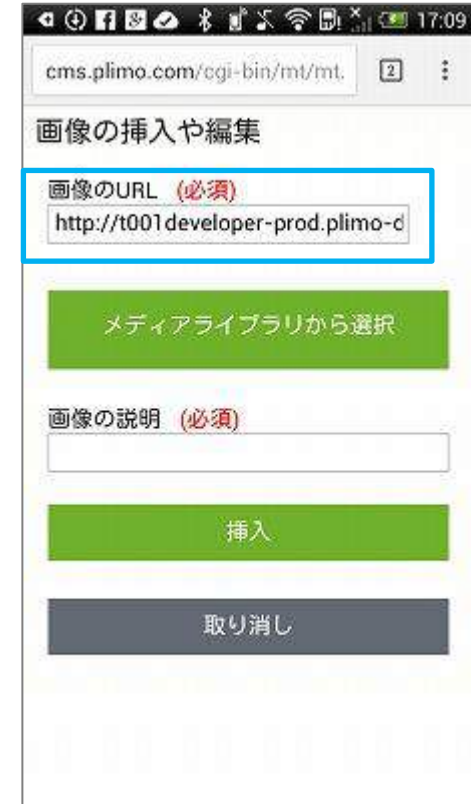 17:09
cms.plimo.com/cgi-bin/mt/mt.
2
画像の挿入や編集
画像のURL (必須)
http://t001developer-prod.plimo-d
メディアライブラリから選択
画像の説明 (必須)
挿入
取り消し